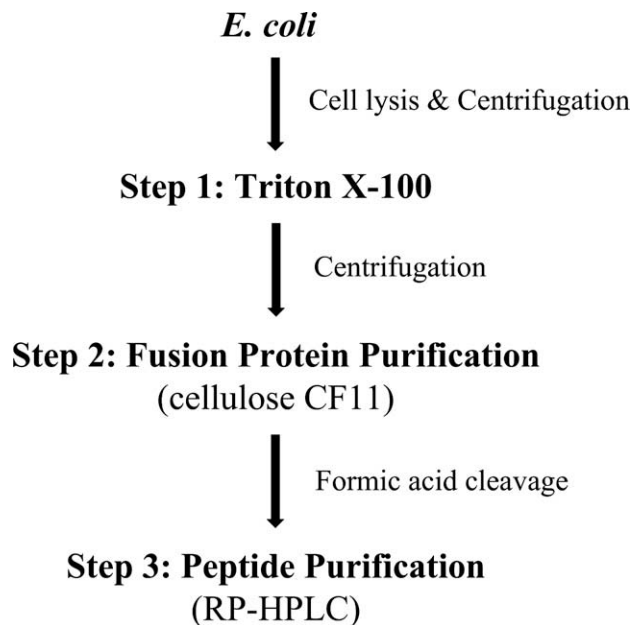 E. coli
Cell lysis & Centrifugation
Step 1: Triton X-100
Centrifugation
Step 2: Fusion Protein Purification
(cellulose CF11)
Formic acid cleavage
Step 3: Peptide Purification
(RP-HPLC)